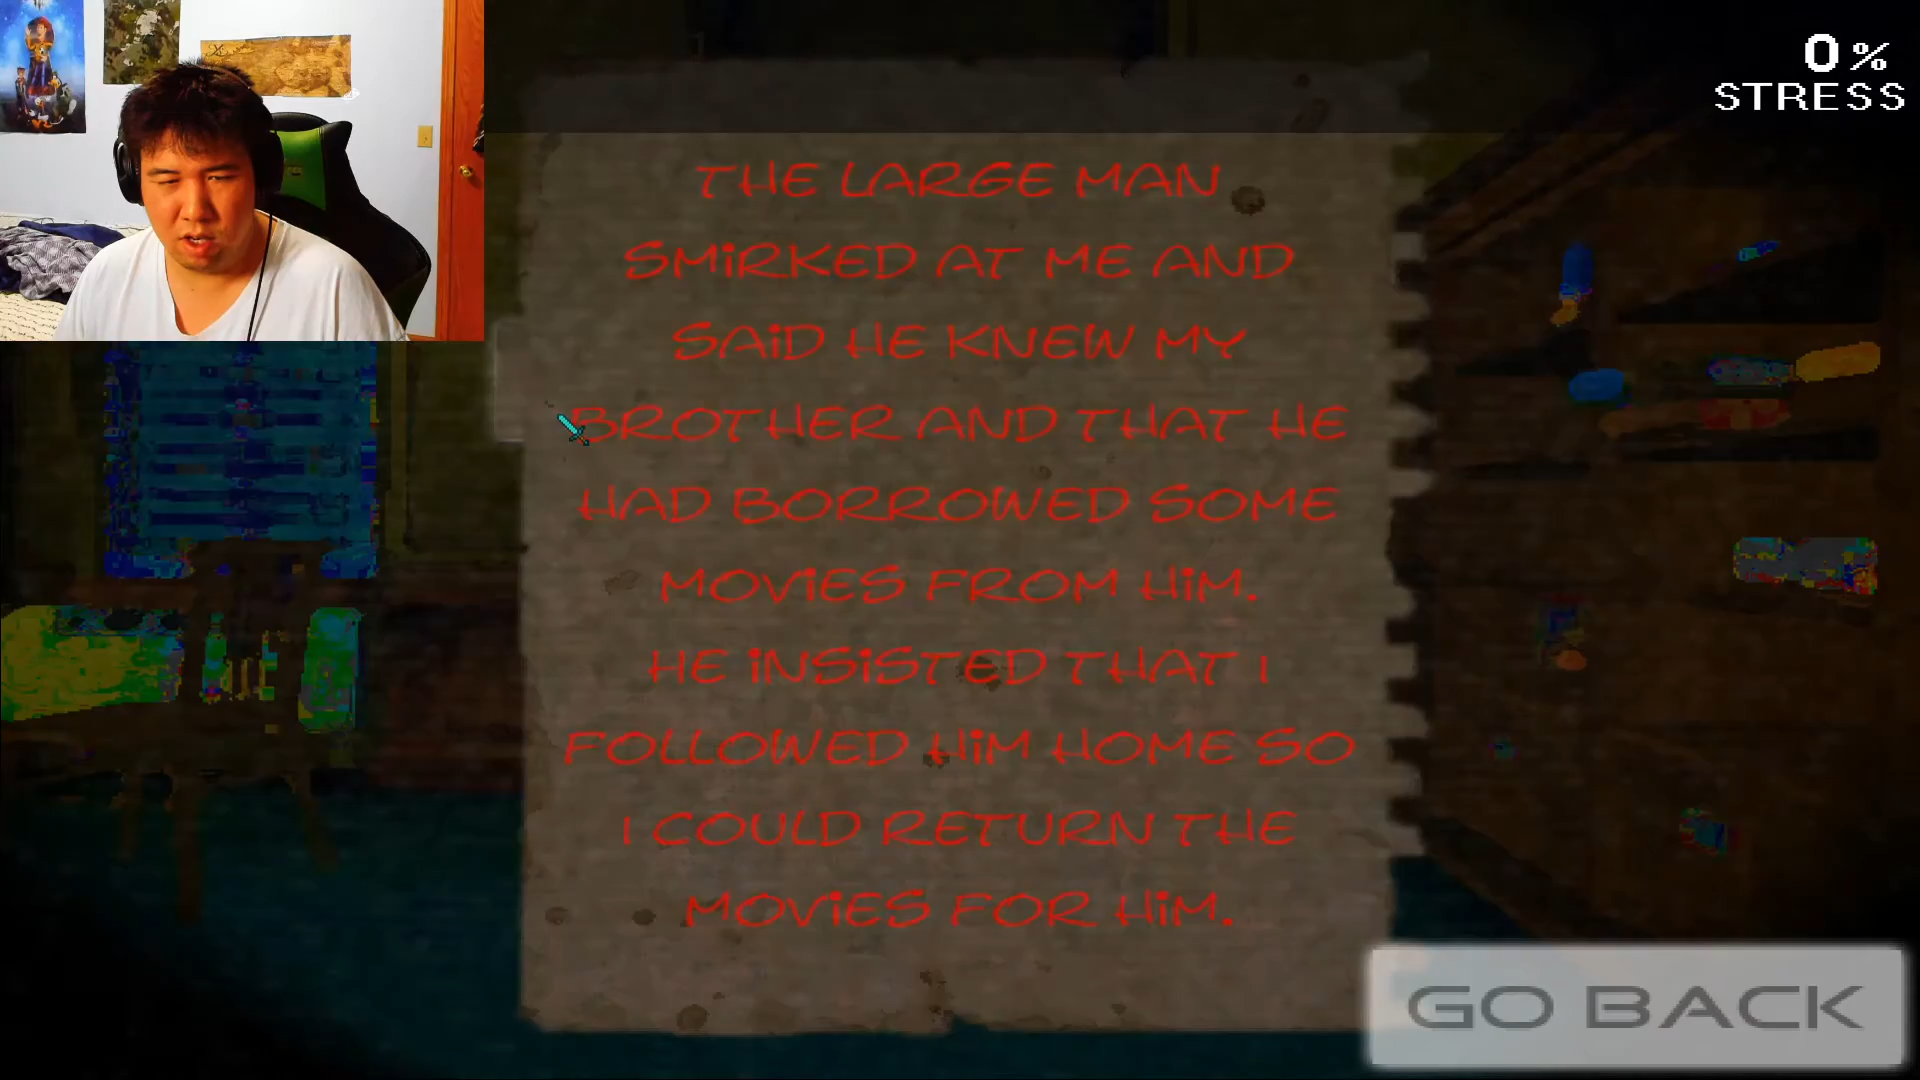 0 %
STRESS
THE LARGE MAN
SMiRKED AT ME AND
SAiD HE KNEW MY
BROTHER AND THAT HE
HAD BORROWED SOME
MOViES FROM HiM.
HE iNSiSTED THAT I
FOLLOWED HiM HOME SO
I COULD RETURN THE
MOViES FOR HiM.
GO BACK